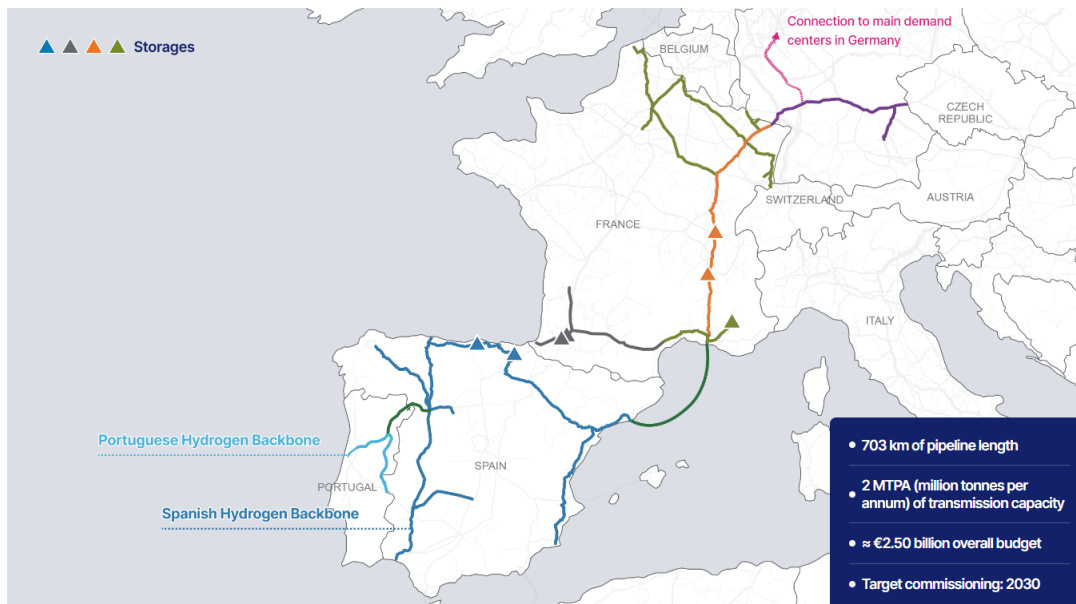 Storages
Connection to main demand
centers in Germany
BELGIUM
CZECH
REPUBLIC
SWITZERLAND
AUSTRIA
FRANCE
ITALY
Portuguese Hydrogen Backbone
SPAIN
PORTUGAL
Spanish Hydrogen Backbone
703 km of pipeline length
2 MTPA (million tonnes per
annum) of transmission capacity
≈ €2.50 billion overall budget
Target commissioning: 2030